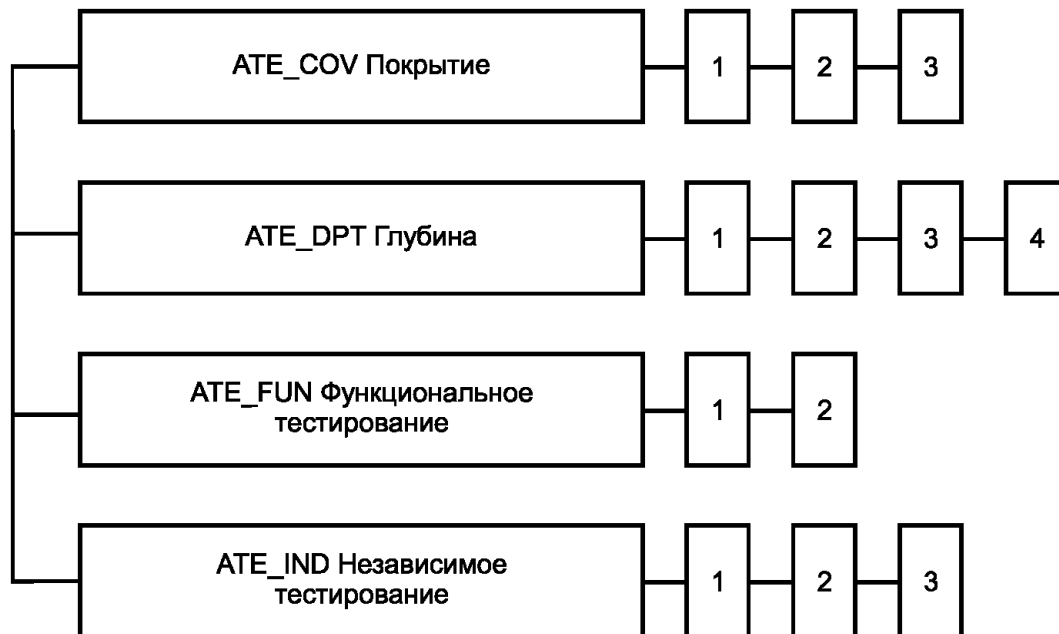 ATE_COV Покрытие 1 2 3
ATE_DPT Глубина 1 2 3 4
ATE_FUN Функциональное
тестирование 1 2
ATE_IND Независимое
тестирование 1 2 3